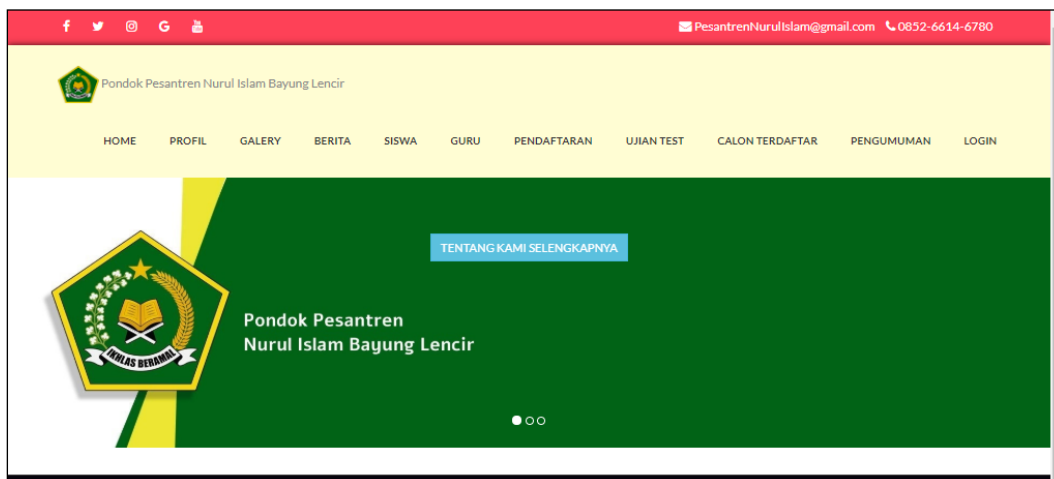 PesantrenNurulIslam@gmail.com 0852-6614-6780
Pondok Pesantren Nurul Islam Bayung Lencir
HOME PROFIL GALERY BERITA SISWA GURU PENDAFTARAN UJIAN TEST CALON TERDAFTAR PENGUMUMAN LOGIN
TENTANG KAMI SELENGKAPNYA
IKHLAS BERAMAL
Pondok Pesantren
Nurul Islam Bayung Lencir